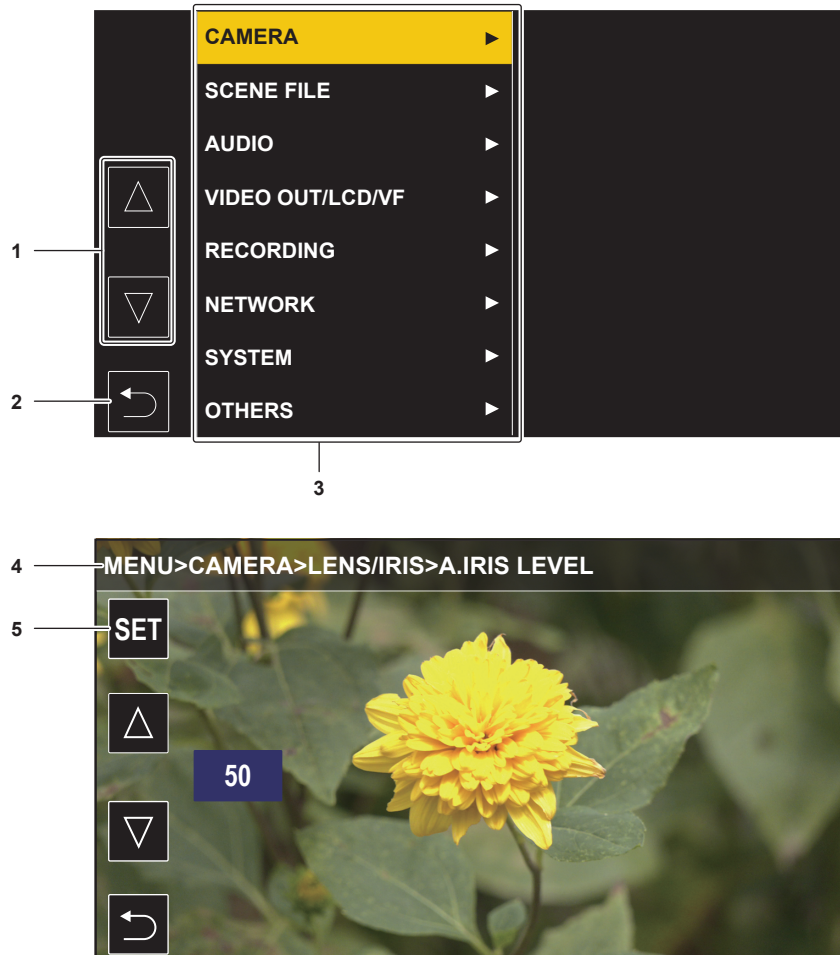 CAMERA
SCENE FILE
AUDIO
VIDEO OUT/LCD/VF
1
RECORDING
NETWORK
SYSTEM
2
OTHERS
3
4
MENU>CAMERA>LENS/IRIS>A.IRIS LEVEL
5
SET
50